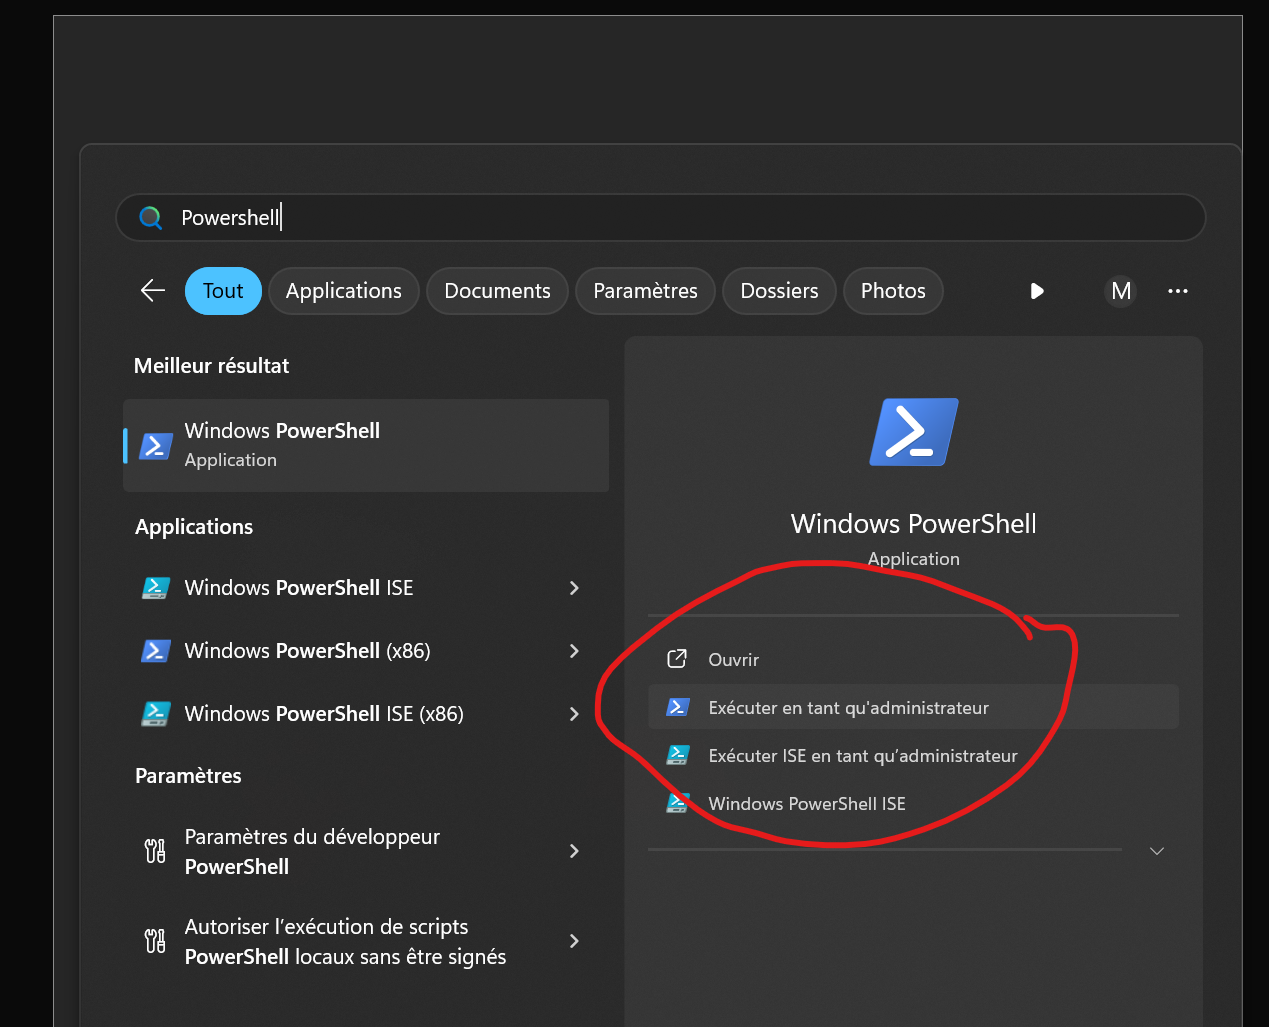 Powershell
Tout
Applications
Documents
Paramètres
Dossiers
Photos
M
Meilleur résultat
Windows PowerShell
Application
Applications
Windows PowerShell ISE
Windows PowerShell (x86)
Windows PowerShell ISE (x86)
Paramètres
Paramètres du développeur
PowerShell
Autoriser l’exécution de scripts
PowerShell locaux sans être signés
Windows PowerShell
Application
Ouvrir
Exécuter en tant qu'administrateur
Exécuter ISE en tant qu’administrateur
Windows PowerShell ISE